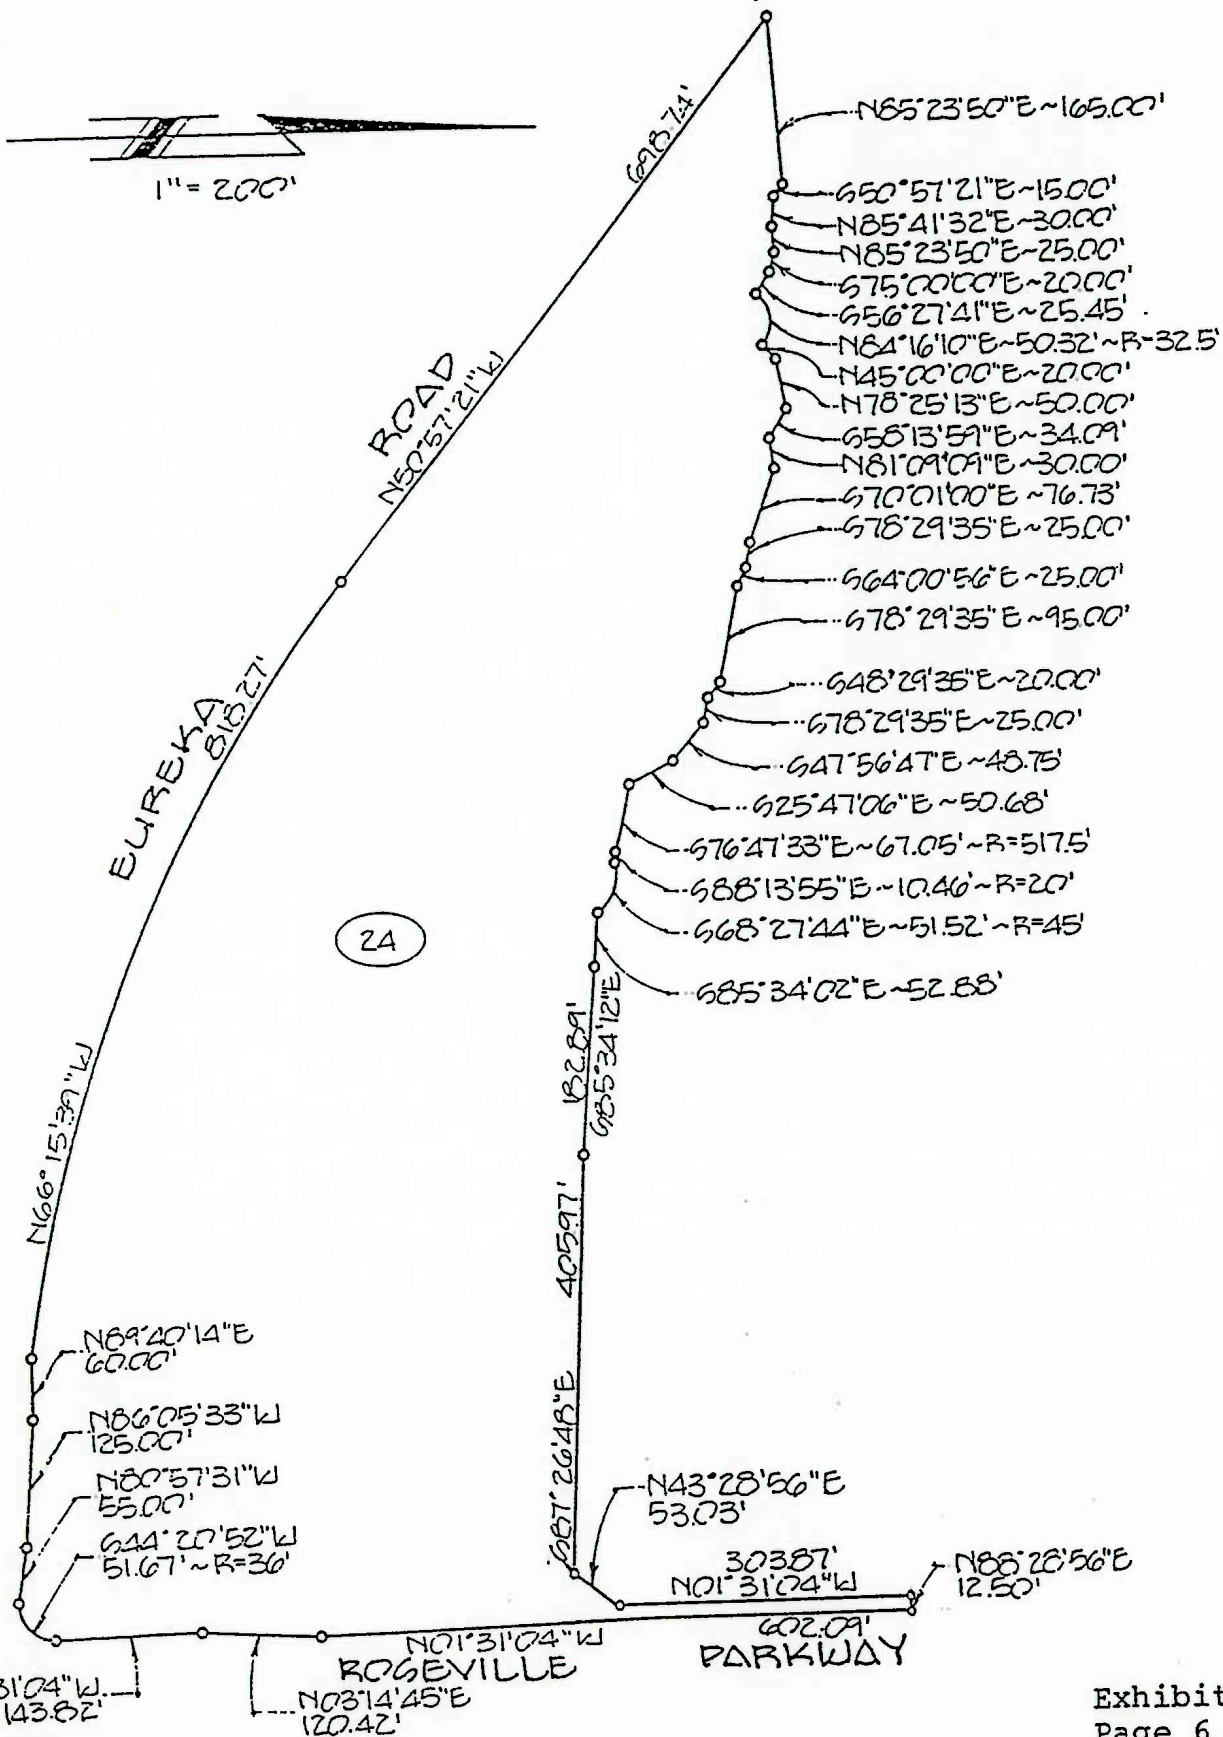 1" = 200'
698.74'
N85°23'50"E~165.00'
S50°57'21"E~15.00'
N85°41'32"E~30.00'
N85°23'50"E~25.00'
S75°00'00"E~20.00'
S56°27'41"E~25.45'
N84°16'10"E~50.32'~R=32.5'
N45°00'00"E~20.00'
N78°25'13"E~50.00'
S58°13'59"E~34.09'
N81°09'09"E~30.00'
S70°01'00"E~76.73'
S78°29'35"E~25.00'
S64°00'56"E~25.00'
S78°29'35"E~95.00'
S48°29'35"E~20.00'
S78°29'35"E~25.00'
S47°56'47"E~48.75'
S25°47'06"E~50.68'
S76°47'33"E~67.05'~R=517.5'
S88°13'55"E~10.46'~R=20'
S68°27'44"E~51.52'~R=45'
S85°34'02"E~52.88'
ROAD
N50°57'21"W
EUREKA
818.27'
24
182.89'
S85°34'12"E
N66°15'39"W
405.97'
S87°26'48"E
N89°40'14"E
60.00'
N86°05'33"W
125.00'
N80°57'31"W
55.00'
S44°20'52"W
51.67'~R=36'
N43°28'56"E
53.03'
303.87'
N01°31'04"W
N88°28'56"E
12.50'
N01°31'04"W
602.09'
ROSEVILLE
PARKWAY
31'04"W
143.82'
N03°14'45"E
120.42'
Exhibit
Page 6